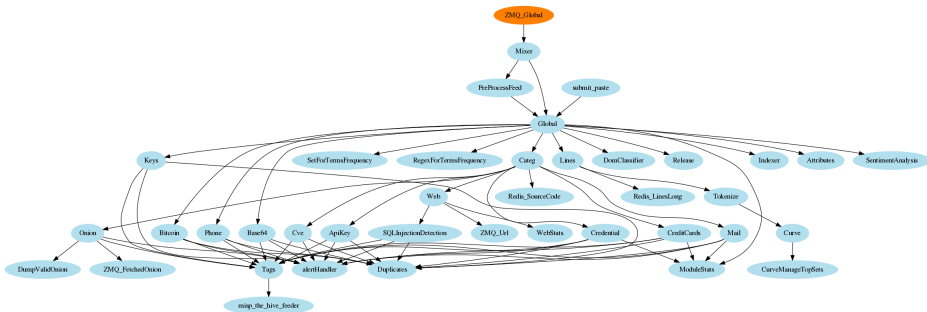 ZMQ_Global
Mixer
PreProcessFeed
submit_paste
Global
Keys
SetForTermsFrequency
RegexForTermsFrequency
Categ
Lines
DomClassifier
Release
Indexer
Attributes
SentimentAnalysis
Web
Redis_SourceCode
Redis_LinesLong
Tokenize
Onion
Bitcoin
Phone
Base64
Cve
ApiKey
SQLInjectionDetection
ZMQ_Url
WebStats
Credential
CreditCards
Mail
Curve
DumpValidOnion
ZMQ_FetchedOnion
Tags
alertHandler
Duplicates
ModuleStats
CurveManageTopSets
misp_the_hive_feeder